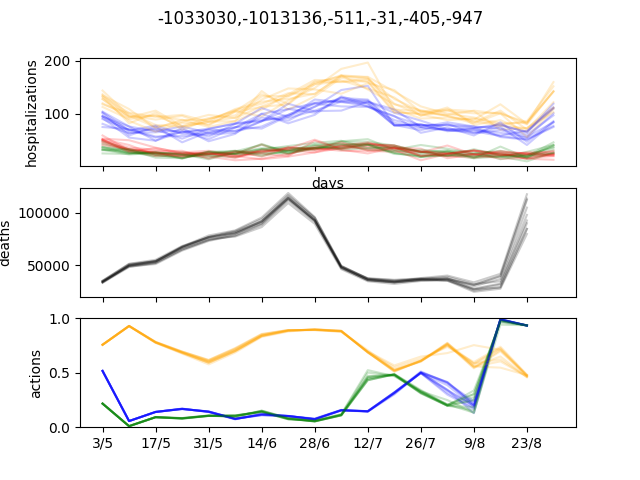 -1033030,-1013136,-511,-31,-405,-947
200
100
hospitalizations
days
100000
50000
deaths
1.0
0.5
0.0
actions
3/5 17/5 31/5 14/6 28/6 12/7 26/7 9/8 23/8